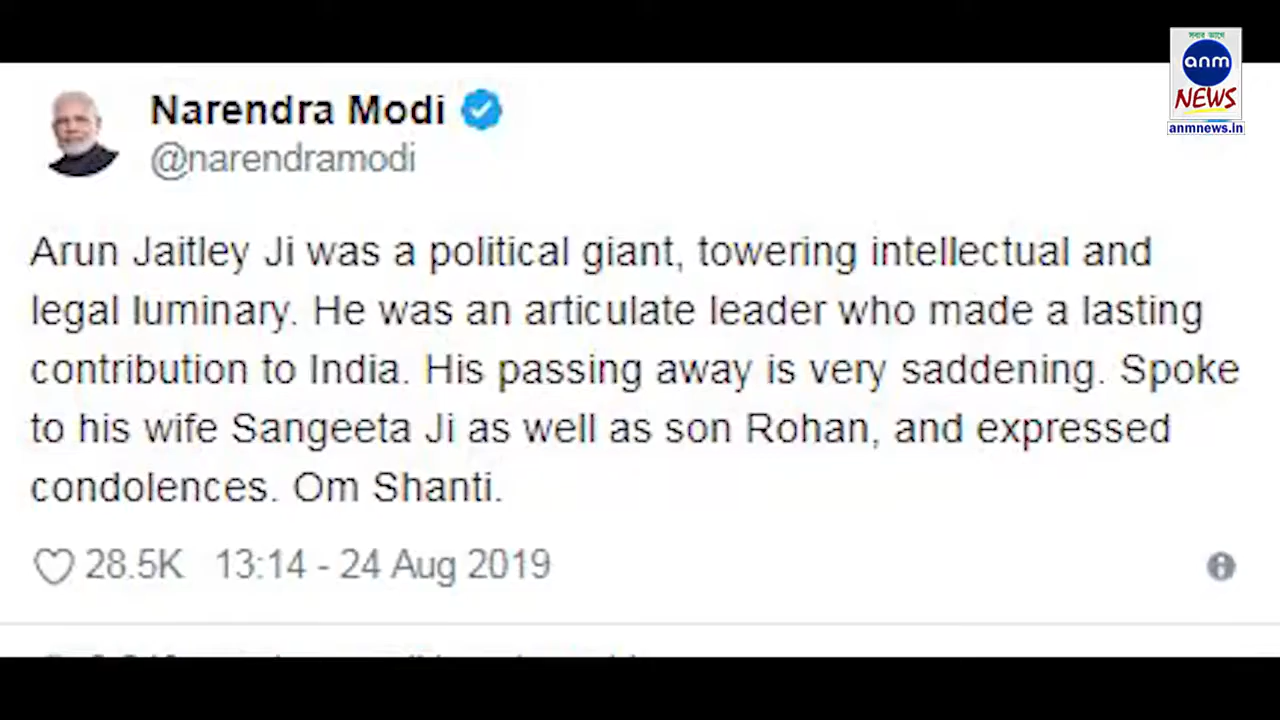 সবার আগে
anm
NEWS
anmnews.in
Narendra Modi
@narendramodi
Arun Jaitley Ji was a political giant, towering intellectual and
legal luminary. He was an articulate leader who made a lasting
contribution to India. His passing away is very saddening. Spoke
to his wife Sangeeta Ji as well as son Rohan, and expressed
condolences. Om Shanti.
28.5K 13:14 - 24 Aug 2019